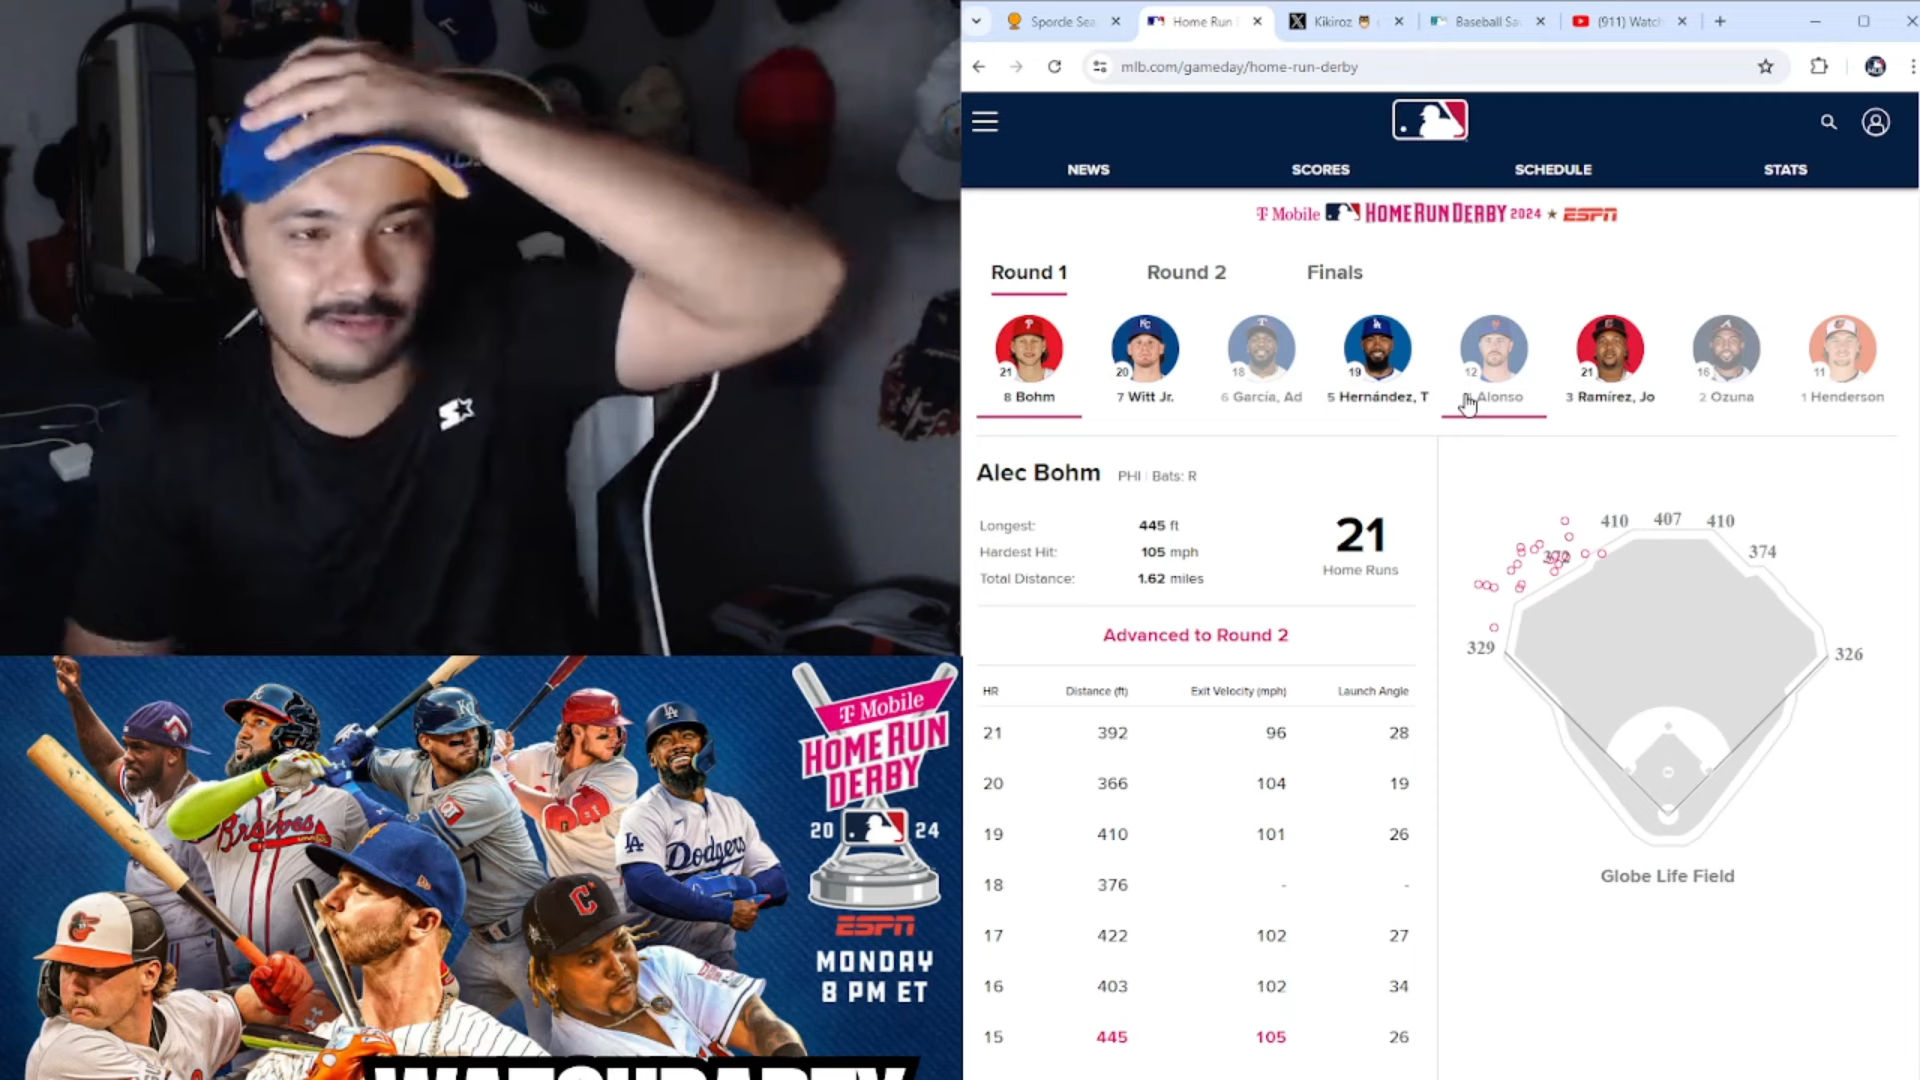 Sporde Sea
Home Run
Kikiroz
Baseball Sa
(911) Watch
mlb.com/gameday/home-run-derby
NEWS SCORES SCHEDULE STATS
T Mobile HOME RUN DERBY 2024 ★ ESPN
Round 1 Round 2 Finals
21 20 18 19 12 21 16 11
8 Bohm 7 Witt Jr. 6 García, Ad 5 Hernández, T Alonso 3 Ramírez, Jo 2 Ozuna 1 Henderson
Alec Bohm PHI | Bats: R
Longest: 445 ft
Hardest Hit: 105 mph
Total Distance: 1.62 miles
21
Home Runs
Advanced to Round 2
HR Distance (ft) Exit Velocity (mph) Launch Angle
21 392 96 28
20 366 104 19
19 410 101 26
18 376 - -
17 422 102 27
16 403 102 34
15 445 105 26
410 407 410
372 374
329 326
Globe Life Field
T Mobile
HOME RUN
DERBY
20 24
ESPN
MONDAY
8 PM ET
Braves
LA
Dodgers
KC
C
WATCHPARTY